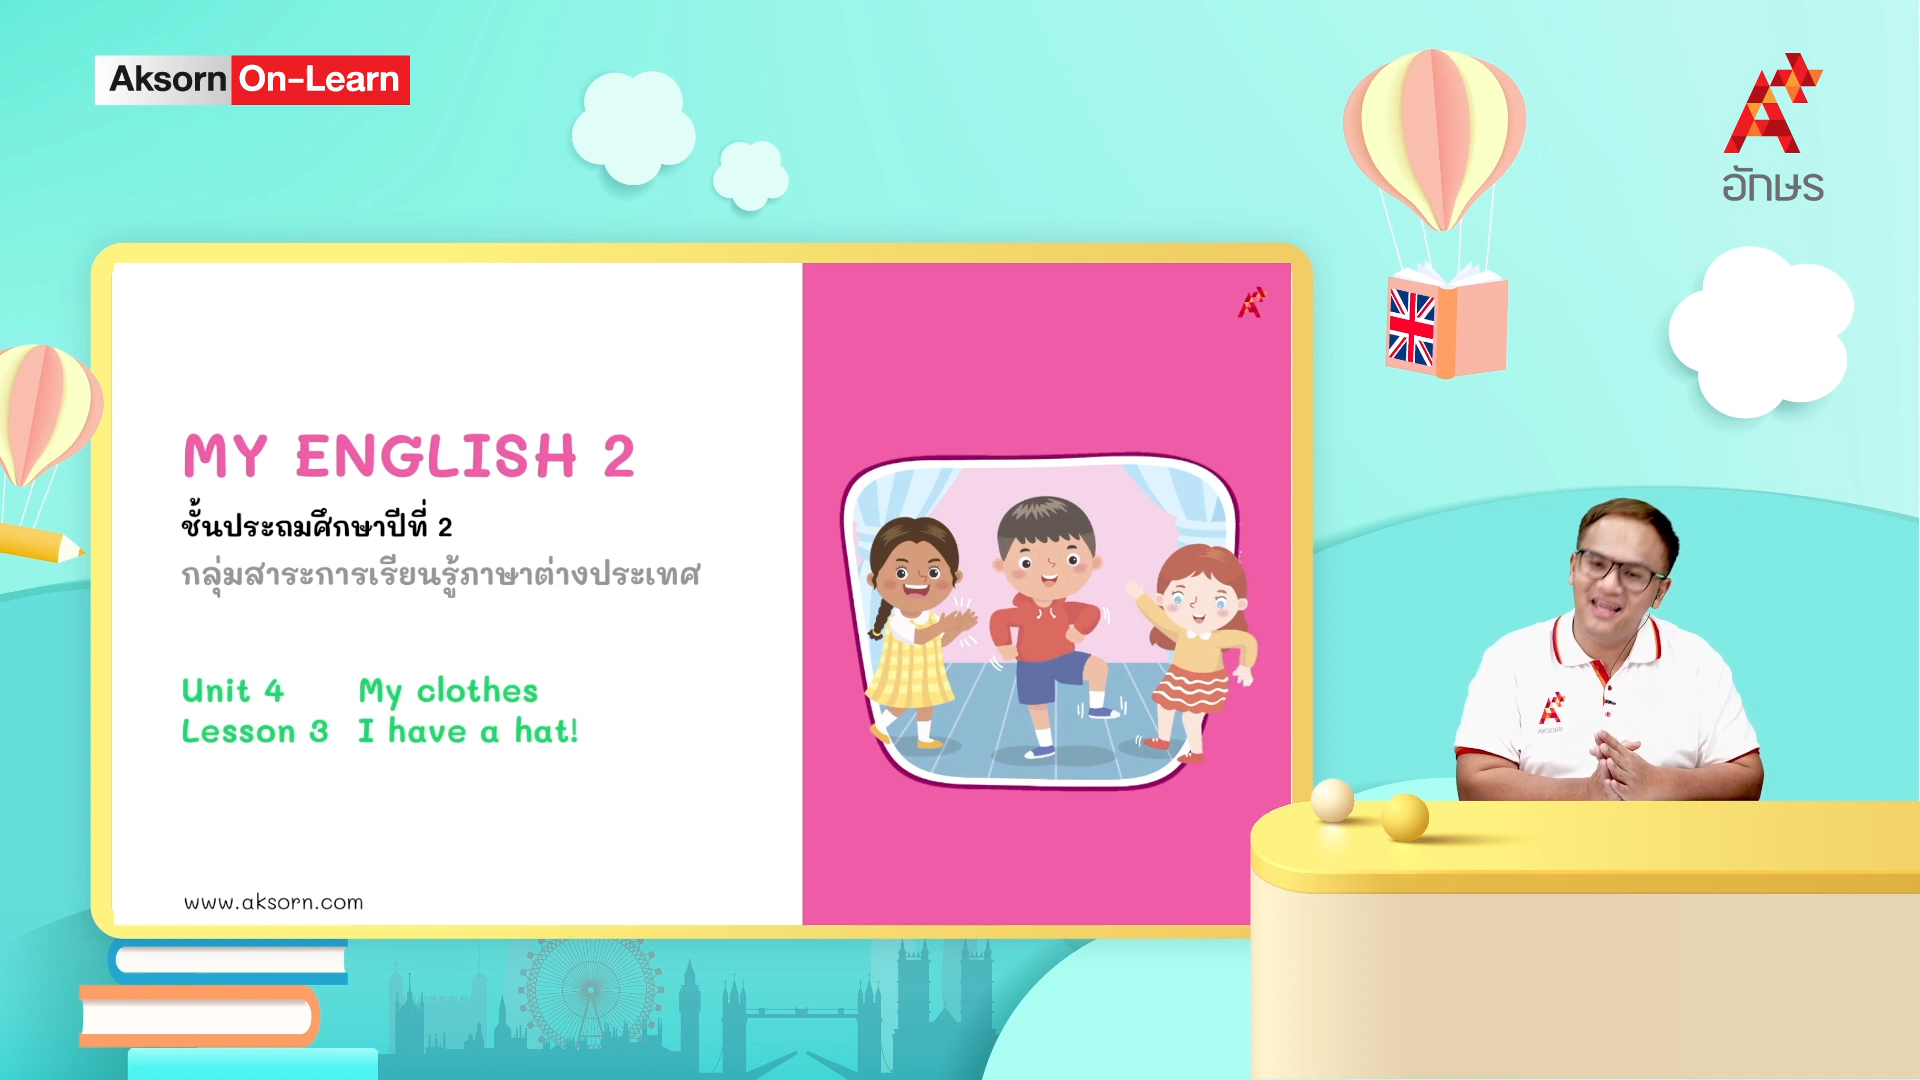 Aksorn On-Learn
อักษร
MY ENGLISH 2
ชั้นประถมศึกษาปีที่ 2
กลุ่มสาระการเรียนรู้ภาษาต่างประเทศ
Unit 4 My clothes
Lesson 3 I have a hat!
www.aksorn.com
AKSORN